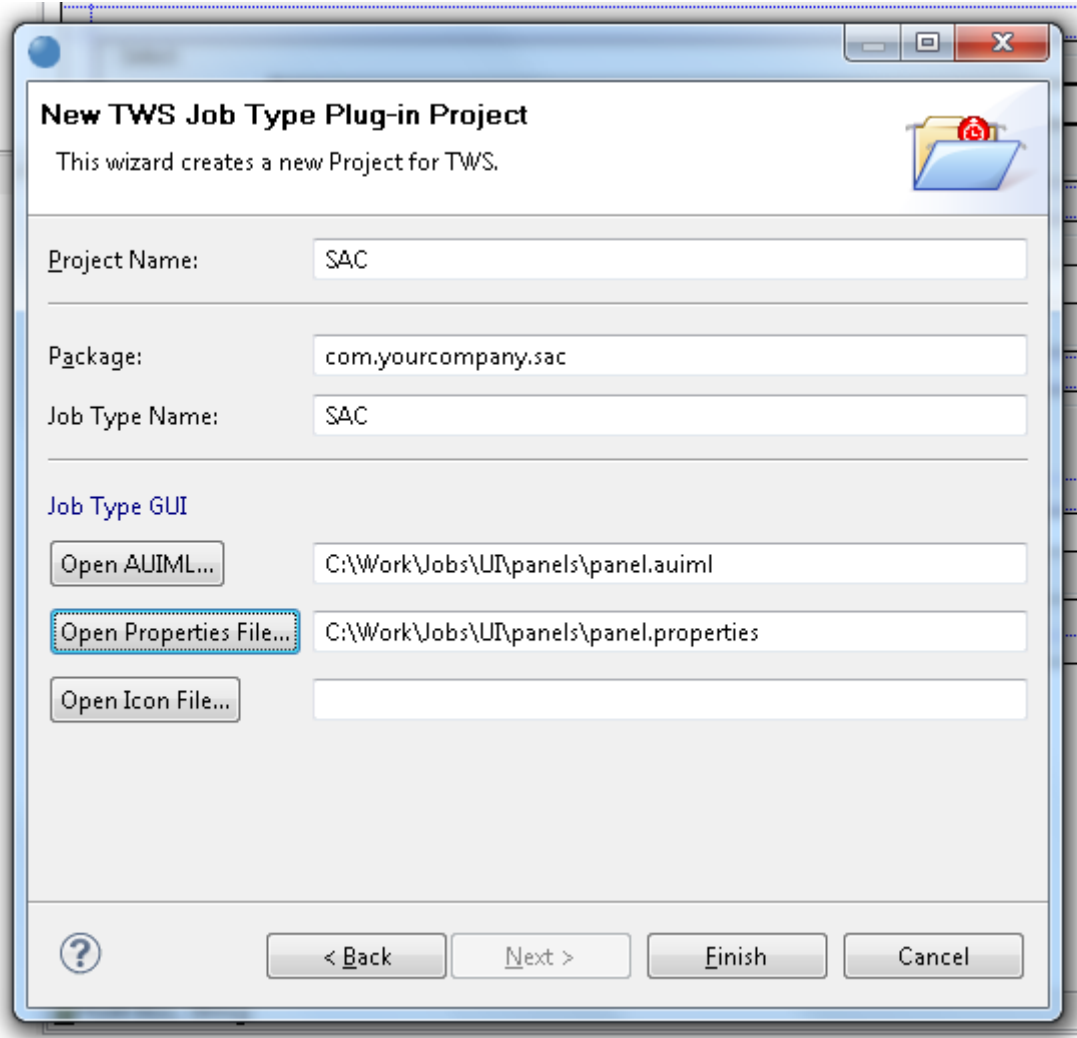 New TWS Job Type Plug-in Project
This wizard creates a new Project for TWS.
Project Name: SAC
Package: com.yourcompany.sac
Job Type Name: SAC
Job Type GUI
Open AUIML... C:\Work\Jobs\UI\panels\panel.auiml
Open Properties File... C:\Work\Jobs\UI\panels\panel.properties
Open Icon File...
? < Back Next > Finish Cancel